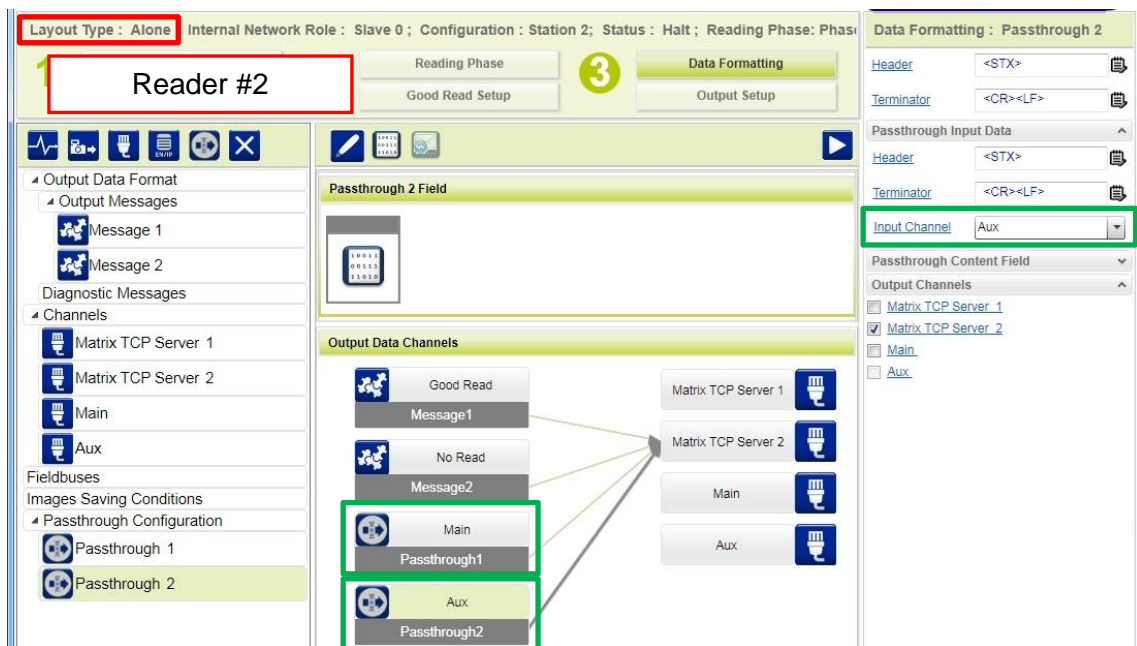 Layout Type : Alone Internal Network Role : Slave 0 ; Configuration : Station 2; Status : Halt ; Reading Phase: Phas
Reader #2
Reading Phase
Good Read Setup
3
Data Formatting
Output Setup
EN/IP
Output Data Format
Output Messages
Message 1
Message 2
Diagnostic Messages
Channels
Matrix TCP Server 1
Matrix TCP Server 2
Main
Aux
Fieldbuses
Images Saving Conditions
Passthrough Configuration
Passthrough 1
Passthrough 2
Passthrough 2 Field
10011
00111
11010
Output Data Channels
Good Read
Message1
No Read
Message2
Main
Passthrough1
Aux
Passthrough2
Matrix TCP Server 1
Matrix TCP Server 2
Main
Aux
Data Formatting : Passthrough 2
Header <STX>
Terminator <CR><LF>
Passthrough Input Data
Header <STX>
Terminator <CR><LF>
Input Channel Aux
Passthrough Content Field
Output Channels
Matrix TCP Server 1
Matrix TCP Server 2
Main
Aux